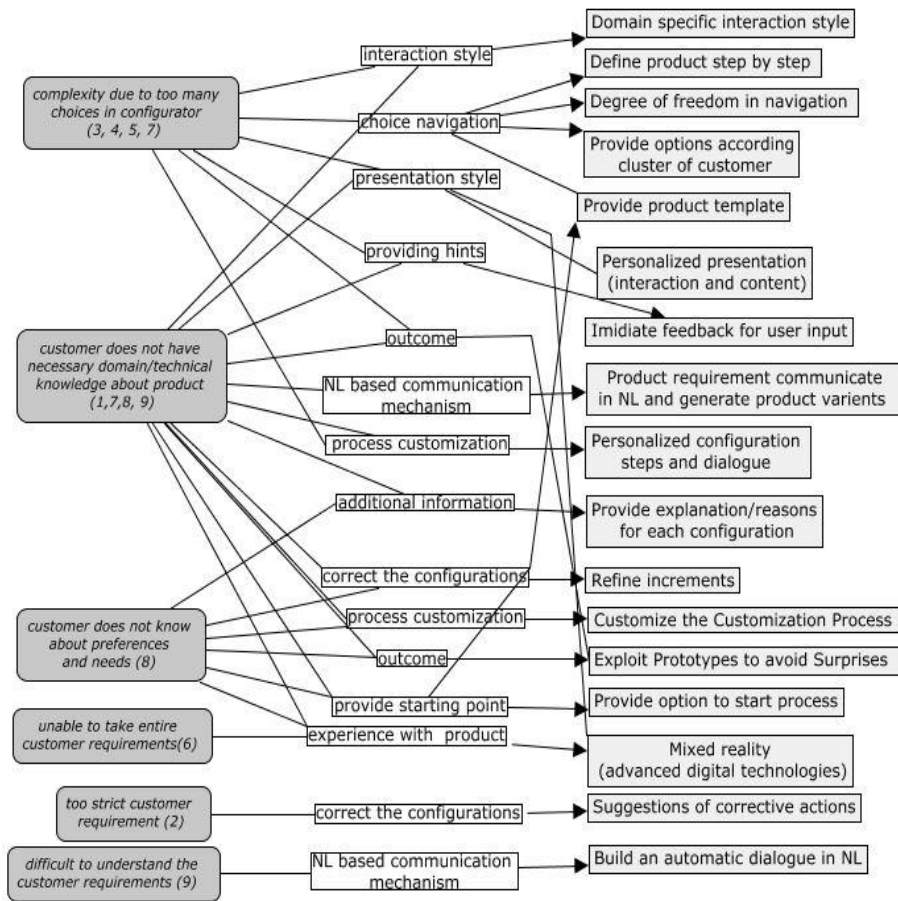 complexity due to too many
choices in configurator
(3, 4, 5, 7)
customer does not have
necessary domain/technical
knowledge about product
(1,7,8, 9)
customer does not know
about preferences
and needs (8)
unable to take entire
customer requirements(6)
too strict customer
requirement (2)
difficult to understand the
customer requirements (9)
interaction style
choice navigation
presentation style
providing hints
outcome
NL based communication
mechanism
process customization
additional information
correct the configurations
process customization
outcome
provide starting point
experience with product
correct the configurations
NL based communication
mechanism
Domain specific interaction style
Define product step by step
Degree of freedom in navigation
Provide options according
cluster of customer
Provide product template
Personalized presentation
(interaction and content)
Imidiate feedback for user input
Product requirement communicate
in NL and generate product varients
Personalized configuration
steps and dialogue
Provide explanation/reasons
for each configuration
Refine increments
Customize the Customization Process
Exploit Prototypes to avoid Surprises
Provide option to start process
Mixed reality
(advanced digital technologies)
Suggestions of corrective actions
Build an automatic dialogue in NL